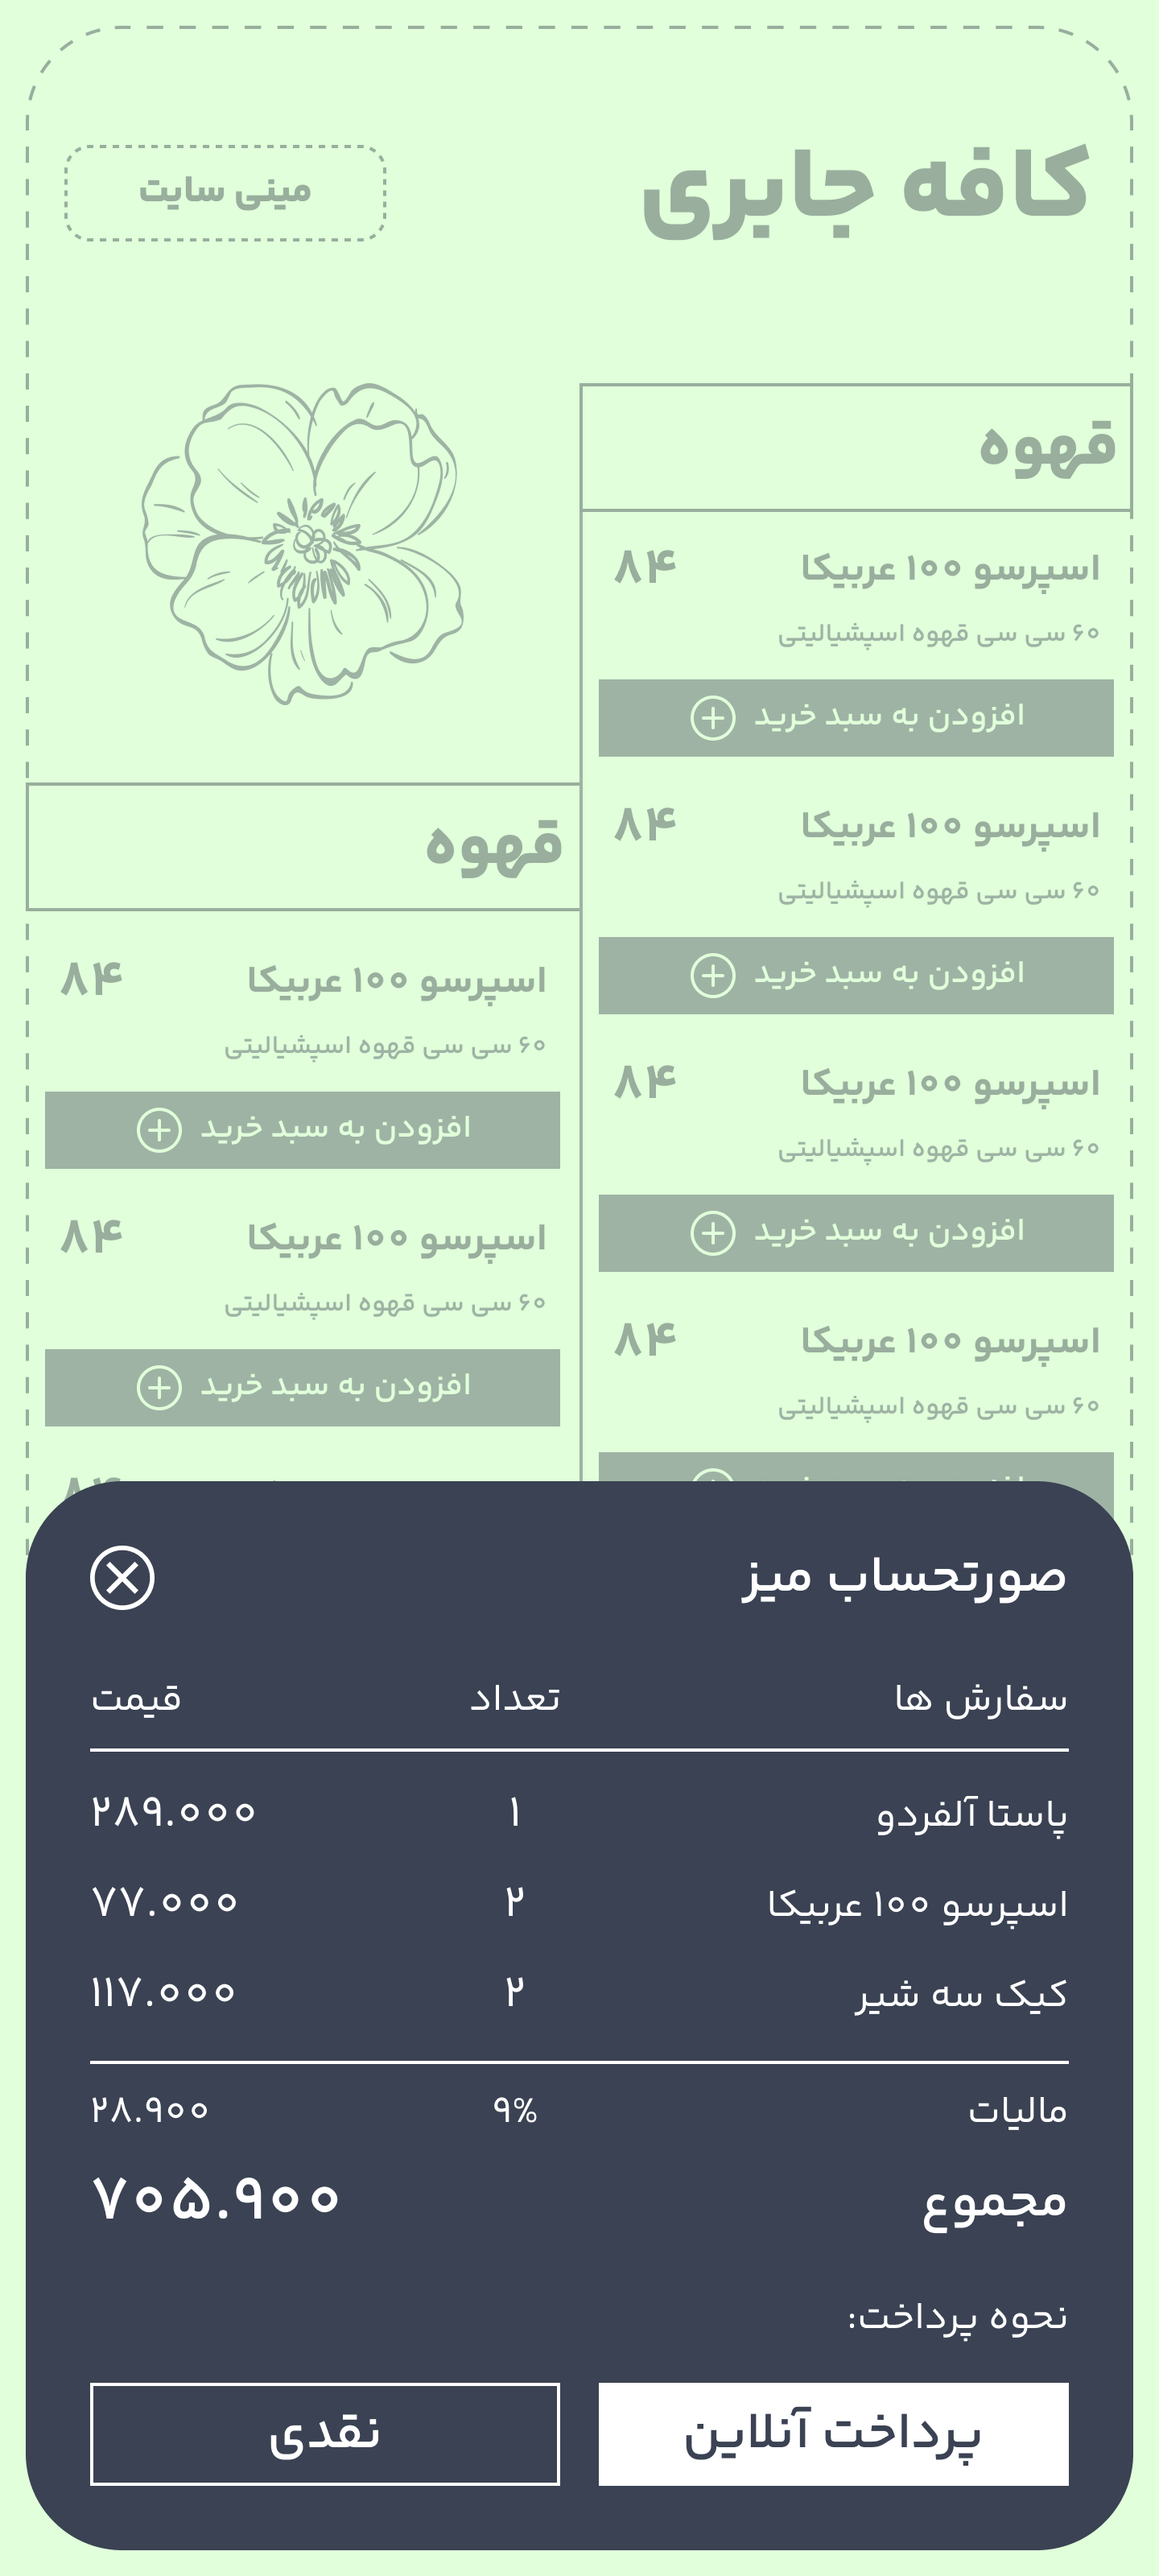 کافه جابری
مینی سایت
قهوه
اسپرسو ۱۰۰ عربیکا ۸۴
۶۰ سی سی قهوه اسپشیالیتی
افزودن به سبد خرید
اسپرسو ۱۰۰ عربیکا ۸۴
۶۰ سی سی قهوه اسپشیالیتی
افزودن به سبد خرید
اسپرسو ۱۰۰ عربیکا ۸۴
۶۰ سی سی قهوه اسپشیالیتی
افزودن به سبد خرید
اسپرسو ۱۰۰ عربیکا ۸۴
۶۰ سی سی قهوه اسپشیالیتی
قهوه
اسپرسو ۱۰۰ عربیکا ۸۴
۶۰ سی سی قهوه اسپشیالیتی
افزودن به سبد خرید
اسپرسو ۱۰۰ عربیکا ۸۴
۶۰ سی سی قهوه اسپشیالیتی
افزودن به سبد خرید
صورتحساب میز
سفارش ها تعداد قیمت
پاستا آلفردو ۱ ۲۸۹.۰۰۰
اسپرسو ۱۰۰ عربیکا ۲ ۷۷.۰۰۰
کیک سه شیر ۲ ۱۱۷.۰۰۰
مالیات ۹% ۲۸.۹۰۰
مجموع ۷۰۵.۹۰۰
نحوه پرداخت:
پرداخت آنلاین
نقدی